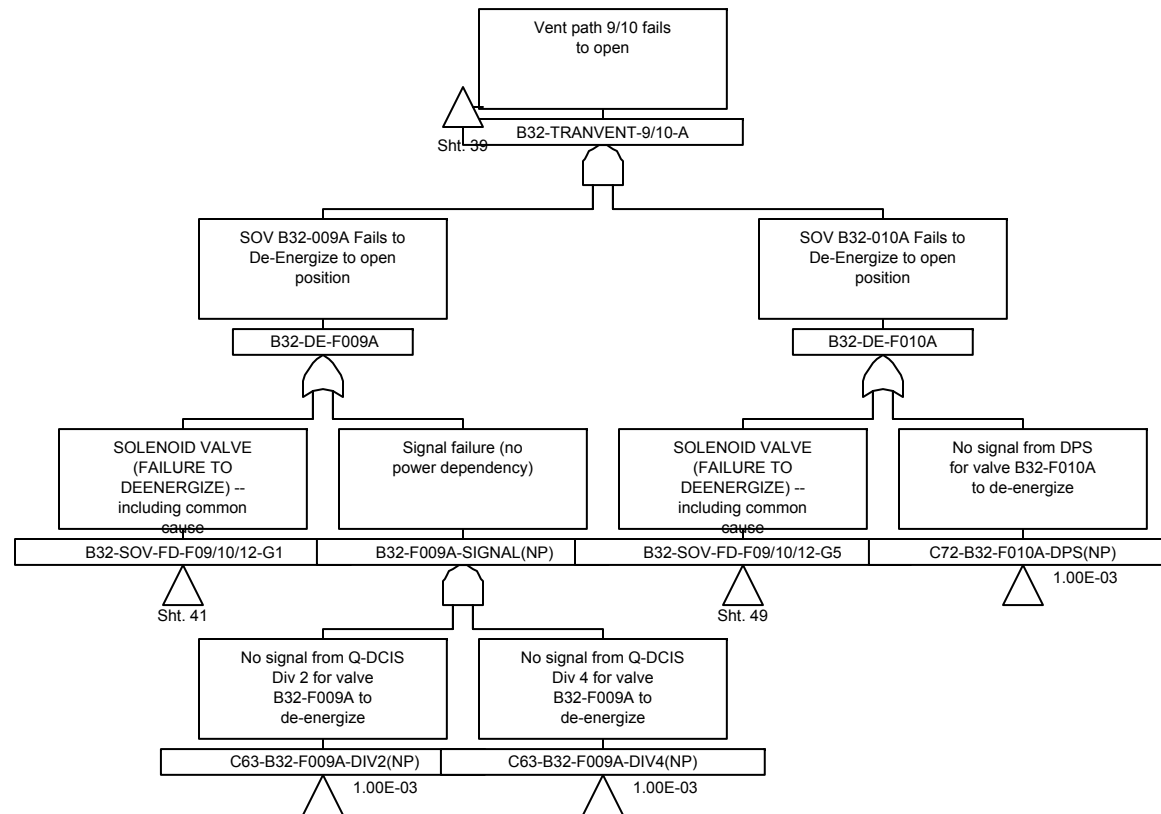 Vent path 9/10 fails
to open
B32-TRANVENT-9/10-A
Sht. 39
SOV B32-009A Fails to
De-Energize to open
position
B32-DE-F009A
SOV B32-010A Fails to
De-Energize to open
position
B32-DE-F010A
SOLENOID VALVE
(FAILURE TO
DEENERGIZE) --
including common
cause
B32-SOV-FD-F09/10/12-G1
Sht. 41
Signal failure (no
power dependency)
B32-F009A-SIGNAL(NP)
SOLENOID VALVE
(FAILURE TO
DEENERGIZE) --
including common
cause
B32-SOV-FD-F09/10/12-G5
Sht. 49
No signal from DPS
for valve B32-F010A
to de-energize
C72-B32-F010A-DPS(NP)
1.00E-03
No signal from Q-DCIS
Div 2 for valve
B32-F009A to
de-energize
C63-B32-F009A-DIV2(NP)
1.00E-03
No signal from Q-DCIS
Div 4 for valve
B32-F009A to
de-energize
C63-B32-F009A-DIV4(NP)
1.00E-03